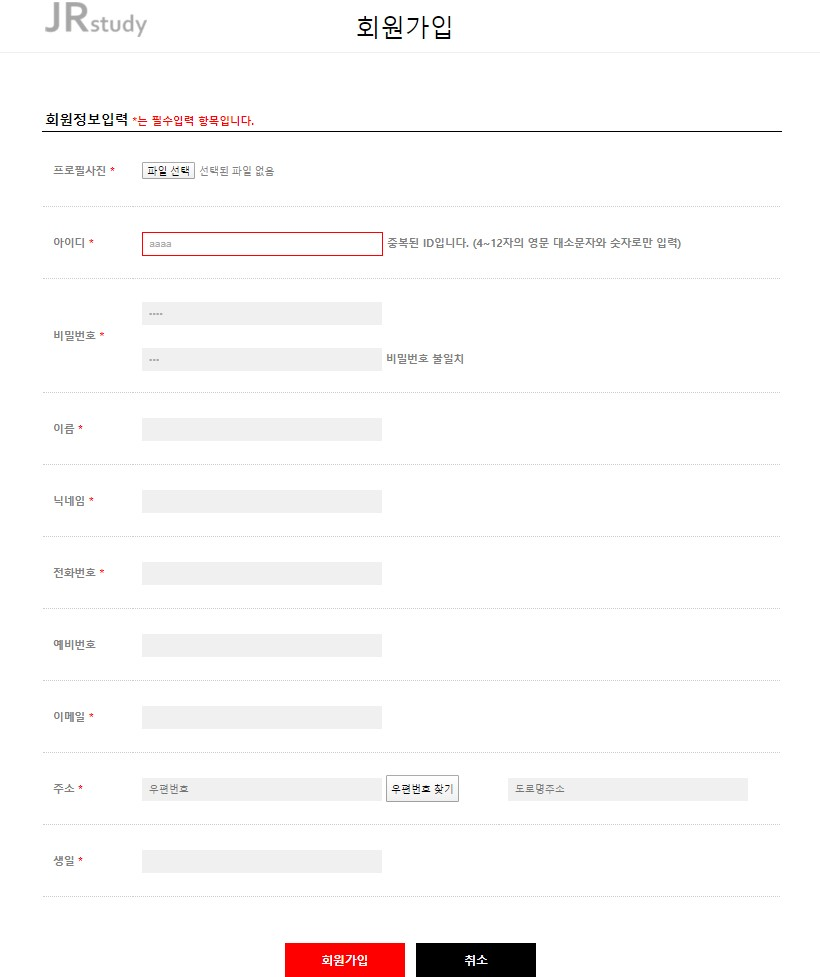 JRstudy
회원가입
회원정보입력 *는 필수입력 항목입니다.
프로필사진 * 파일 선택 선택된 파일 없음
아이디 * aaaa 중복된 ID입니다. (4~12자의 영문 대소문자와 숫자로만 입력)
••••
비밀번호 *
••• 비밀번호 불일치
이름 *
닉네임 *
전화번호 *
예비번호
이메일 *
주소 * 우편번호 우편번호 찾기 도로명주소
생일 *
회원가입 취소